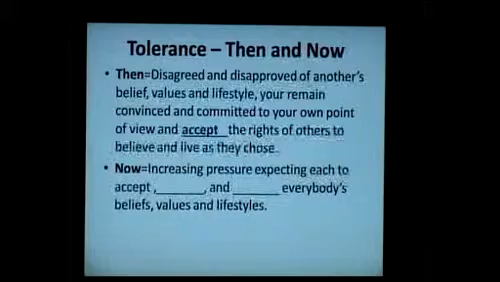 Tolerance – Then and Now
• Then=Disagreed and disapproved of another's
belief, values and lifestyle, your remain
convinced and committed to your own point
of view and accept_ the rights of others to
believe and live as they chose.
• Now=Increasing pressure expecting each to
accept ,_______, and _______ everybody's
beliefs, values and lifestyles.